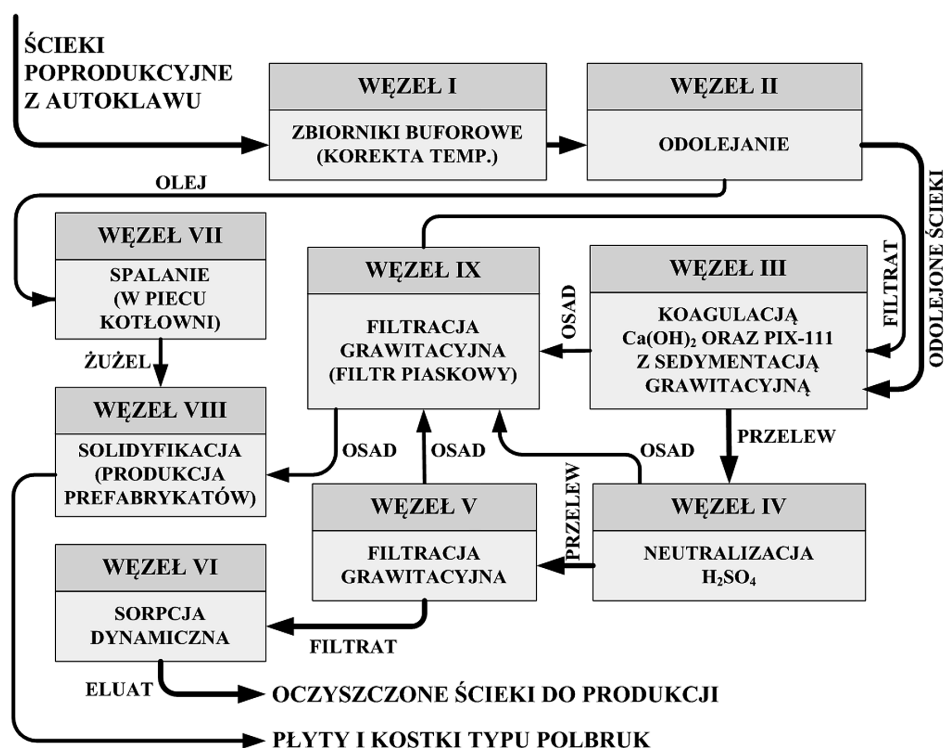 ŚCIEKI
POPRODUKCYJNE
Z AUTOKLAWU
WĘZEŁ I
ZBIORNIKI BUFOROWE
(KOREKTA TEMP.)
WĘZEŁ II
ODOLEJANIE
OLEJ
ODOLEJONE ŚCIEKI
WĘZEŁ VII
SPALANIE
(W PIECU
KOTŁOWNI)
WĘZEŁ IX
FILTRACJA
GRAWITACYJNA
(FILTR PIASKOWY)
OSAD
WĘZEŁ III
KOAGULACJĄ
Ca(OH)₂ ORAZ PIX-111
Z SEDYMENTACJĄ
GRAWITACYJNĄ
FILTRAT
ŻUŻEL
WĘZEŁ VIII
SOLIDYFIKACJA
(PRODUKCJA
PREFABRYKATÓW)
OSAD
OSAD
OSAD
PRZELEW
WĘZEŁ V
FILTRACJA
GRAWITACYJNA
PRZELEW
WĘZEŁ IV
NEUTRALIZACJA
H₂SO₄
WĘZEŁ VI
SORPCJA
DYNAMICZNA
FILTRAT
ELUAT
OCZYSZCZONE ŚCIEKI DO PRODUKCJI
PŁYTY I KOSTKI TYPU POLBRUK